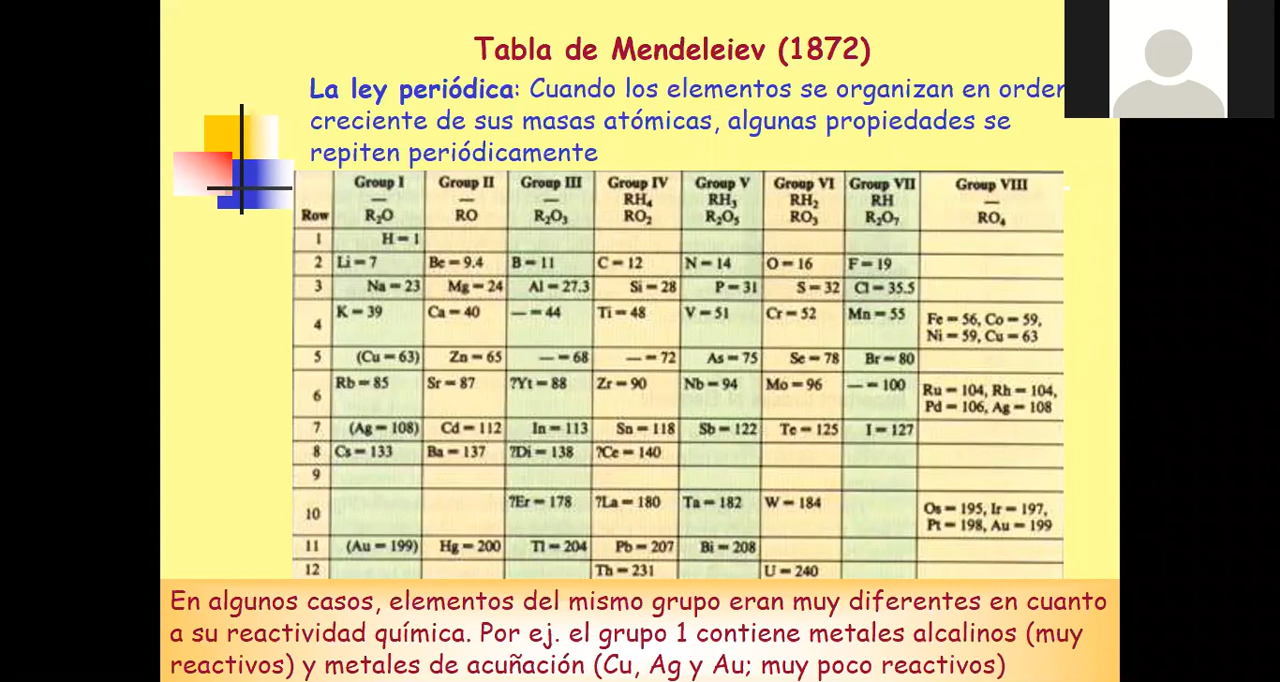 Tabla de Mendeleiev (1872)
La ley periódica: Cuando los elementos se organizan en orden
creciente de sus masas atómicas, algunas propiedades se
repiten periódicamente
Row Group I — R₂O Group II — RO Group III — R₂O₃ Group IV RH₄ RO₂ Group V RH₃ R₂O₅ Group VI RH₂ RO₃ Group VII RH R₂O₇ Group VIII — RO₄
1 H = 1
2 Li = 7 Be = 9.4 B = 11 C = 12 N = 14 O = 16 F = 19
3 Na = 23 Mg = 24 Al = 27.3 Si = 28 P = 31 S = 32 Cl = 35.5
4 K = 39 Ca = 40 — = 44 Ti = 48 V = 51 Cr = 52 Mn = 55 Fe = 56, Co = 59, Ni = 59, Cu = 63
5 (Cu = 63) Zn = 65 — = 68 — = 72 As = 75 Se = 78 Br = 80
6 Rb = 85 Sr = 87 ?Yt = 88 Zr = 90 Nb = 94 Mo = 96 — = 100 Ru = 104, Rh = 104, Pd = 106, Ag = 108
7 (Ag = 108) Cd = 112 In = 113 Sn = 118 Sb = 122 Te = 125 I = 127
8 Cs = 133 Ba = 137 ?Di = 138 ?Ce = 140
9
10 ?Er = 178 ?La = 180 Ta = 182 W = 184 Os = 195, Ir = 197, Pt = 198, Au = 199
11 (Au = 199) Hg = 200 Tl = 204 Pb = 207 Bi = 208
12 Th = 231 U = 240
En algunos casos, elementos del mismo grupo eran muy diferentes en cuanto
a su reactividad química. Por ej. el grupo 1 contiene metales alcalinos (muy
reactivos) y metales de acuñación (Cu, Ag y Au; muy poco reactivos)